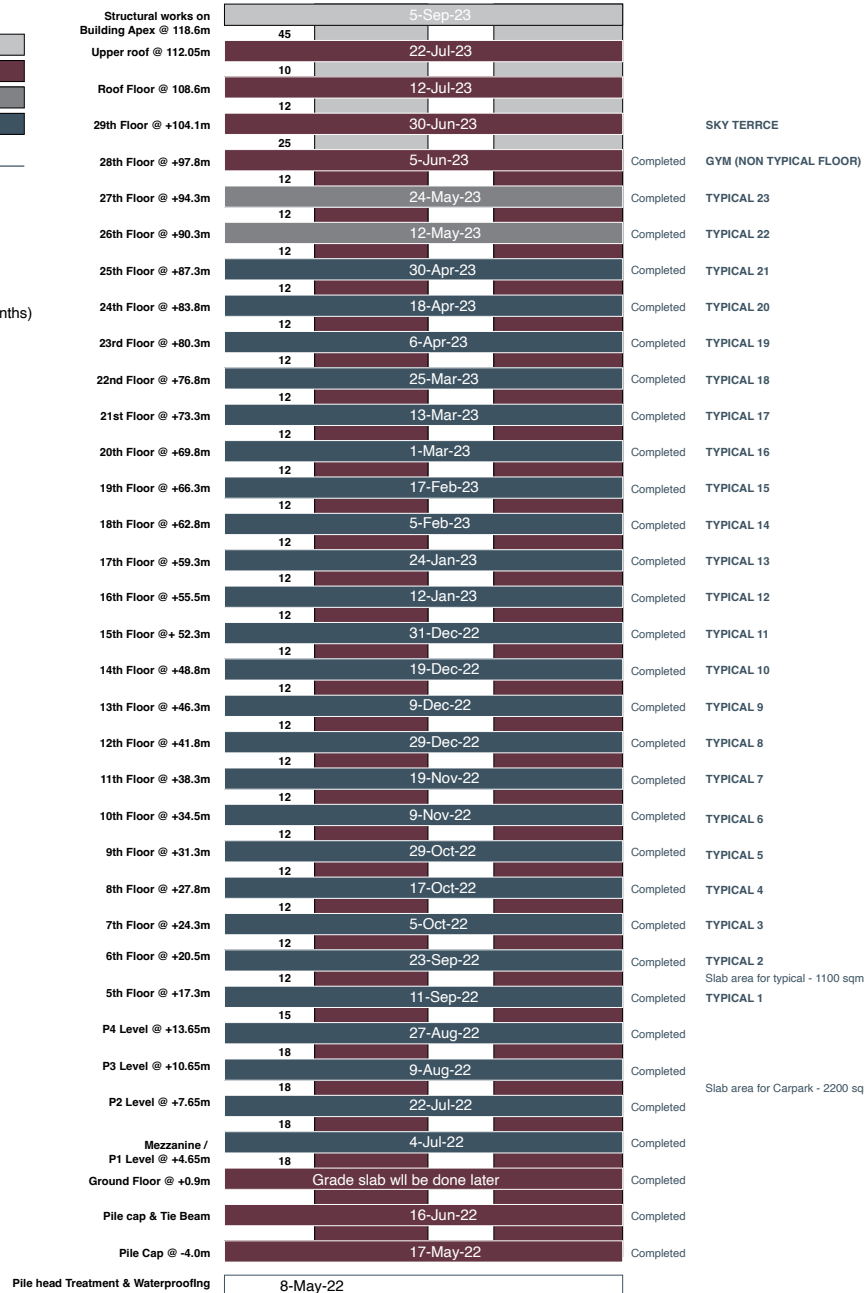 Structural works on
Building Apex @ 118.6m
5-Sep-23
45
Upper roof @ 112.05m
22-Jul-23
10
Roof Floor @ 108.6m
12-Jul-23
12
29th Floor @ +104.1m
30-Jun-23
SKY TERRCE
25
28th Floor @ +97.8m
5-Jun-23
Completed
GYM (NON TYPICAL FLOOR)
12
27th Floor @ +94.3m
24-May-23
Completed
TYPICAL 23
12
26th Floor @ +90.3m
12-May-23
Completed
TYPICAL 22
12
25th Floor @ +87.3m
30-Apr-23
Completed
TYPICAL 21
12
nths)
24th Floor @ +83.8m
18-Apr-23
Completed
TYPICAL 20
12
23rd Floor @ +80.3m
6-Apr-23
Completed
TYPICAL 19
12
22nd Floor @ +76.8m
25-Mar-23
Completed
TYPICAL 18
12
21st Floor @ +73.3m
13-Mar-23
Completed
TYPICAL 17
12
20th Floor @ +69.8m
1-Mar-23
Completed
TYPICAL 16
12
19th Floor @ +66.3m
17-Feb-23
Completed
TYPICAL 15
12
18th Floor @ +62.8m
5-Feb-23
Completed
TYPICAL 14
12
17th Floor @ +59.3m
24-Jan-23
Completed
TYPICAL 13
12
16th Floor @ +55.5m
12-Jan-23
Completed
TYPICAL 12
12
15th Floor @+ 52.3m
31-Dec-22
Completed
TYPICAL 11
12
14th Floor @ +48.8m
19-Dec-22
Completed
TYPICAL 10
12
13th Floor @ +46.3m
9-Dec-22
Completed
TYPICAL 9
12
12th Floor @ +41.8m
29-Dec-22
Completed
TYPICAL 8
12
11th Floor @ +38.3m
19-Nov-22
Completed
TYPICAL 7
12
10th Floor @ +34.5m
9-Nov-22
Completed
TYPICAL 6
12
9th Floor @ +31.3m
29-Oct-22
Completed
TYPICAL 5
12
8th Floor @ +27.8m
17-Oct-22
Completed
TYPICAL 4
12
7th Floor @ +24.3m
5-Oct-22
Completed
TYPICAL 3
12
6th Floor @ +20.5m
23-Sep-22
Completed
TYPICAL 2
12
Slab area for typical - 1100 sqm
5th Floor @ +17.3m
11-Sep-22
Completed
TYPICAL 1
15
P4 Level @ +13.65m
27-Aug-22
Completed
18
P3 Level @ +10.65m
9-Aug-22
Completed
18
Slab area for Carpark - 2200 sq
P2 Level @ +7.65m
22-Jul-22
Completed
18
Mezzanine /
P1 Level @ +4.65m
4-Jul-22
Completed
18
Ground Floor @ +0.9m
Grade slab wll be done later
Completed
Pile cap & Tie Beam
16-Jun-22
Completed
Pile Cap @ -4.0m
17-May-22
Completed
Pile head Treatment & Waterproofing
8-May-22